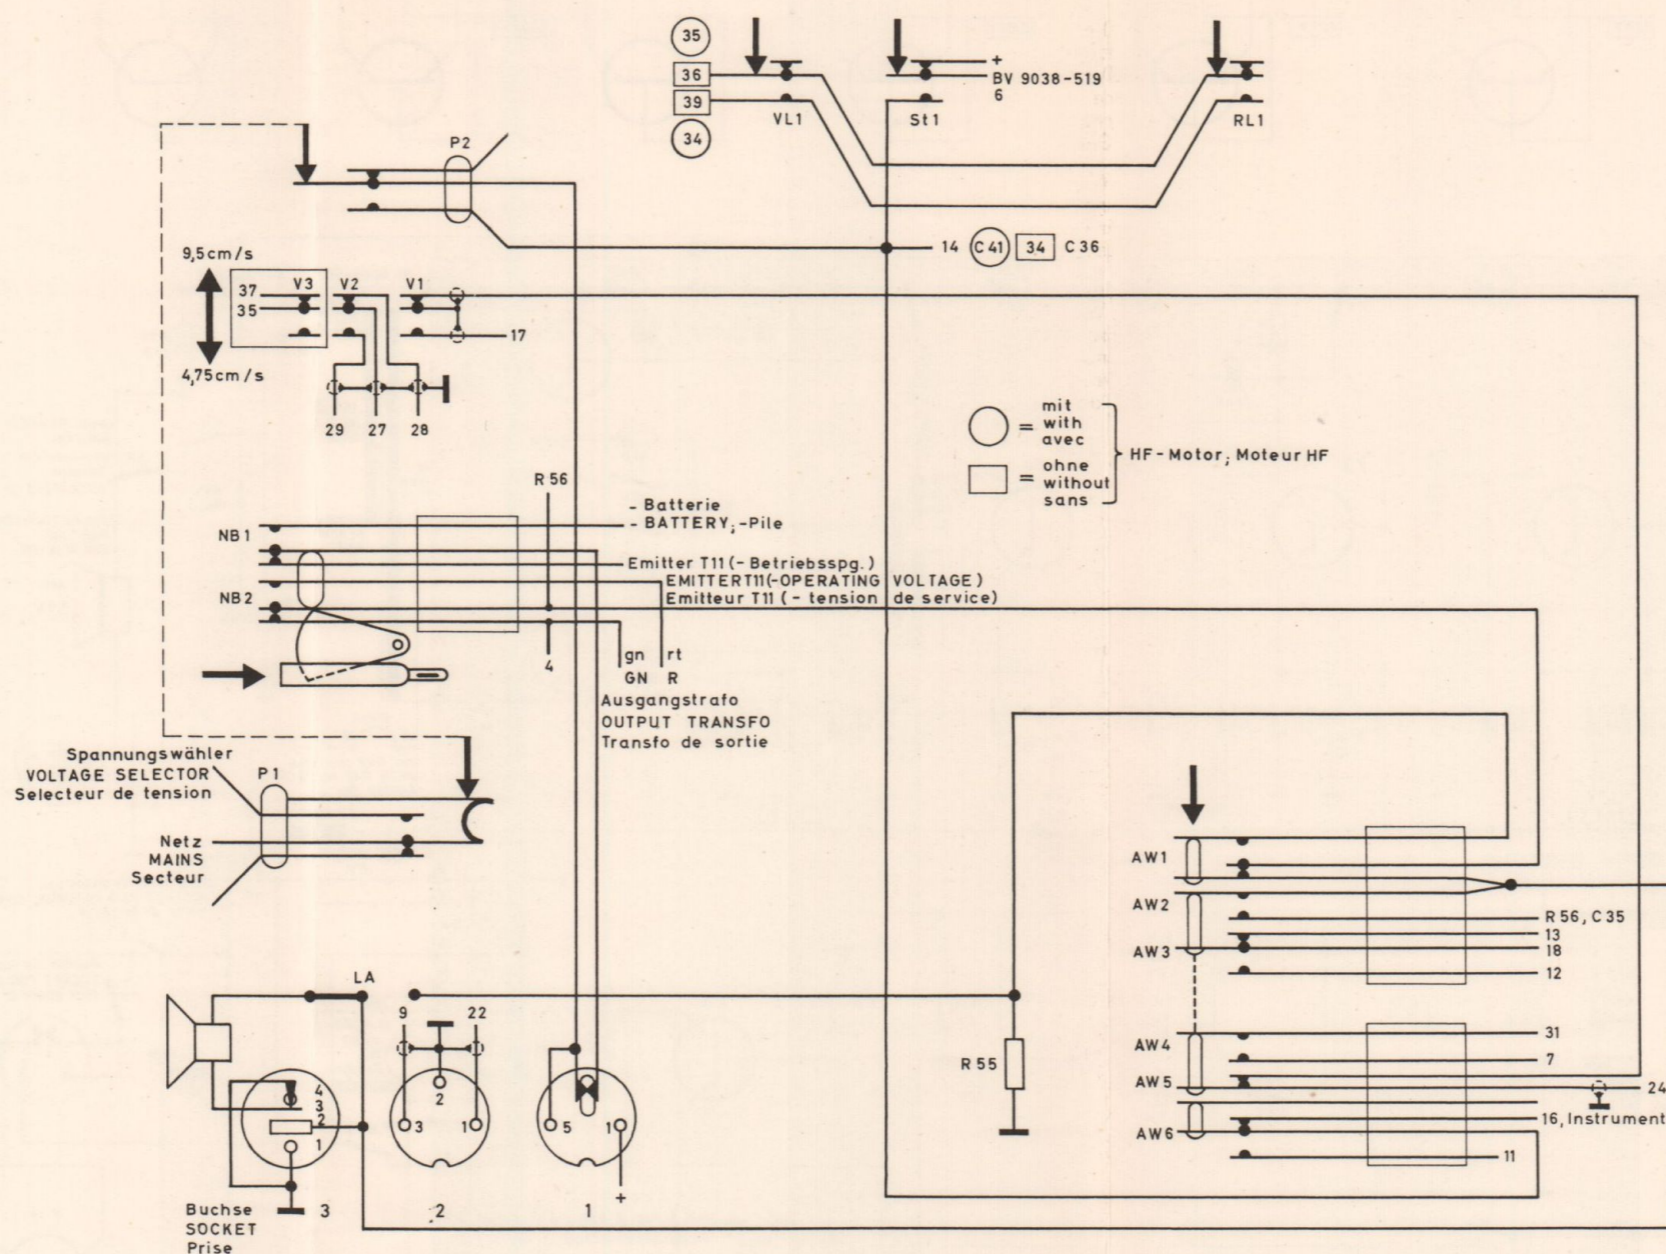 35
36
39
34
VL1
+
BV 9038-519
6
St1
RL1
P2
14 C41 34 C36
9,5cm/s
37
35
V3 V2 V1
17
4,75cm/s
29 27 28
mit
with
avec
=
ohne
without
sans
=
HF-Motor; Moteur HF
R 56
- Batterie
- BATTERY;-Pile
NB1
Emitter T11 (- Betriebsspg.)
EMITTER T11 (-OPERATING VOLTAGE)
Emitteur T11 (- tension de service)
NB2
4
gn rt
GN R
Ausgangstrafo
OUTPUT TRANSFO
Transfo de sortie
Spannungswähler
VOLTAGE SELECTOR
Selecteur de tension
P1
Netz
MAINS
Secteur
AW1
AW2
R 56, C 35
13
18
AW3
12
LA
9 22
AW4
31
7
AW5
24
16, Instrument
AW6
11
R 55
4
3
2
1
2
3 1
5 1
+
Buchse
SOCKET
Prise
3 2 1